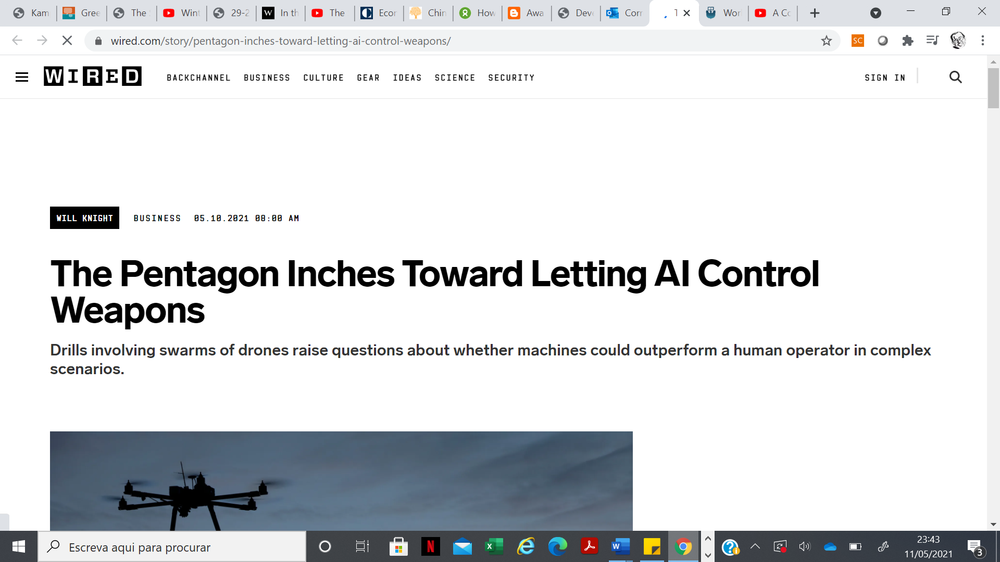 Kam
Gree
The
Wint
29-2
In th
The
Ecor
Chin
How
Awa
Deve
Corr
T
Wor
A Co
wired.com/story/pentagon-inches-toward-letting-ai-control-weapons/
SC
WIRED
BACKCHANNEL BUSINESS CULTURE GEAR IDEAS SCIENCE SECURITY
SIGN IN
WILL KNIGHT BUSINESS 05.10.2021 08:00 AM
The Pentagon Inches Toward Letting AI Control
Weapons
Drills involving swarms of drones raise questions about whether machines could outperform a human operator in complex
scenarios.
Escreva aqui para procurar
23:43
11/05/2021
3